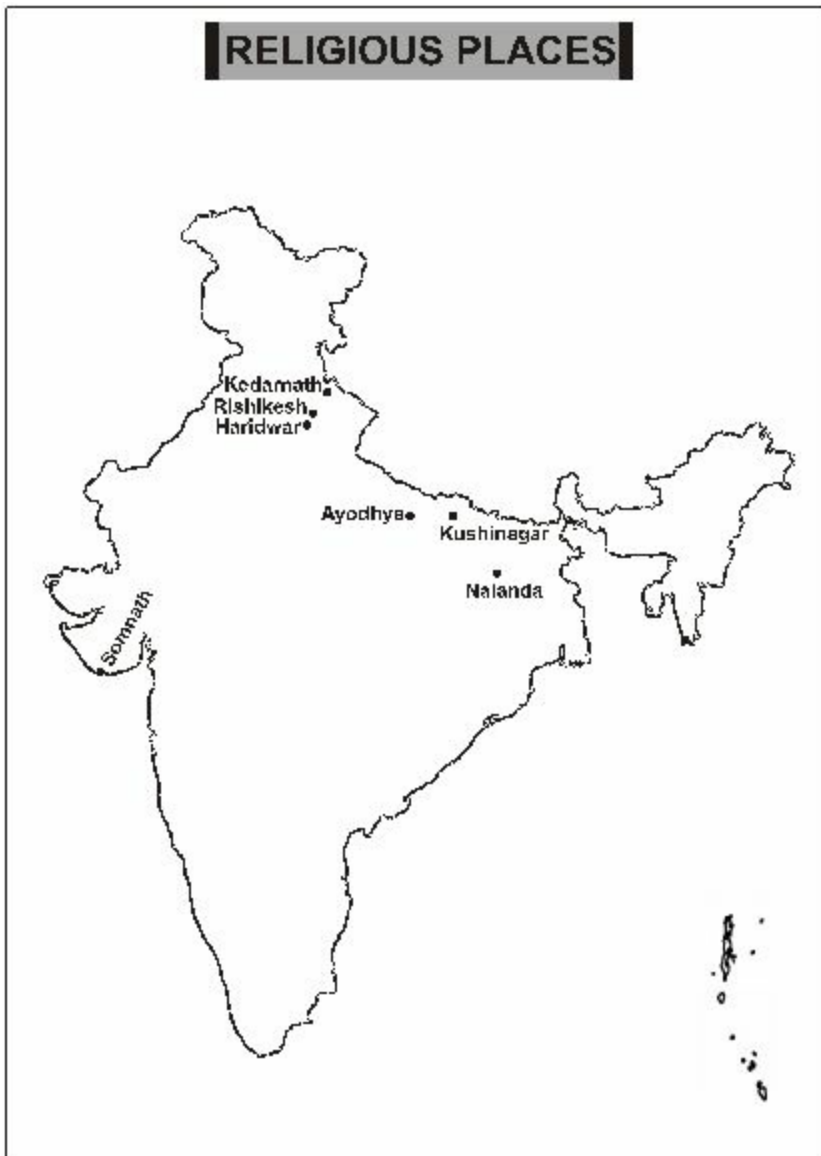 RELIGIOUS PLACES
Kedarnath
Rishikesh
Haridwar
Ayodhya
Kushinagar
Nalanda
Somnath